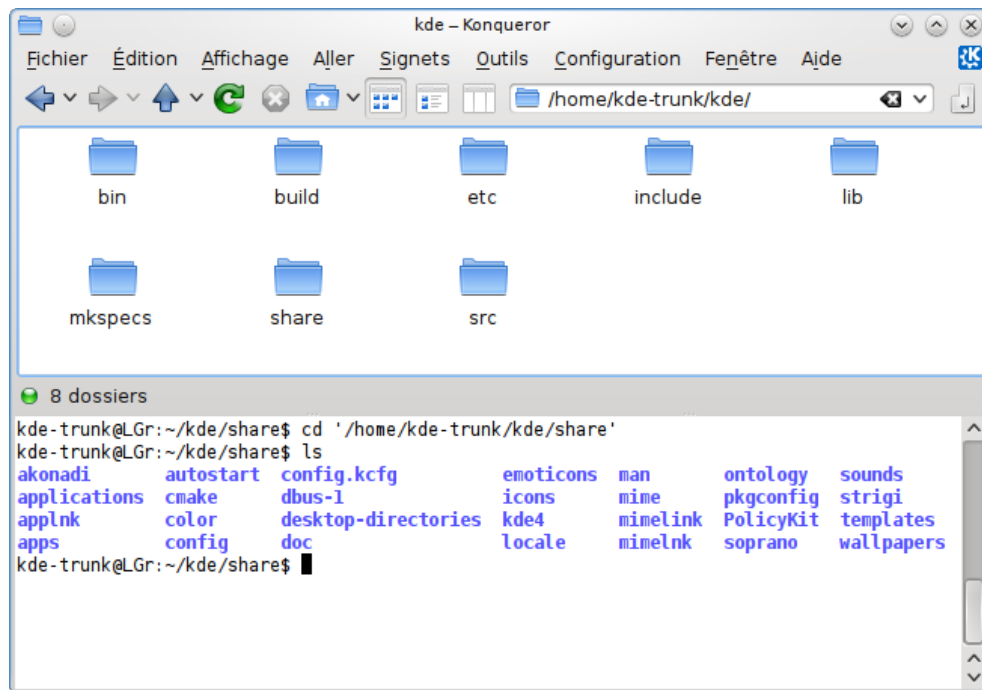 kde – Konqueror
Fichier Édition Affichage Aller Signets Outils Configuration Fenêtre Aide
/home/kde-trunk/kde/
bin build etc include lib
mkspecs share src
8 dossiers
kde-trunk@LGr:~/kde/share$ cd '/home/kde-trunk/kde/share'
kde-trunk@LGr:~/kde/share$ ls
akonadi autostart config.kcfg emoticons man ontology sounds
applications cmake dbus-1 icons mime pkgconfig strigi
applnk color desktop-directories kde4 mimelink PolicyKit templates
apps config doc locale mimelnk soprano wallpapers
kde-trunk@LGr:~/kde/share$